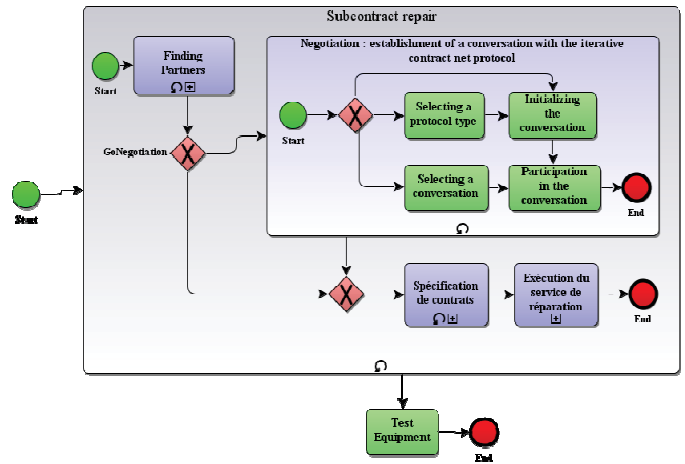 Subcontract repair
Finding
Partners
Start
Negotiation : establishment of a conversation with the iterative
contract net protocol
Start
Selecting a
protocol type
Initializing
the
conversation
GoNegotiation
Selecting a
conversation
Participation
in the
conversation
End
Start
Spécification
de contrats
Exécution du
service de
réparation
End
Test
Equipment
End